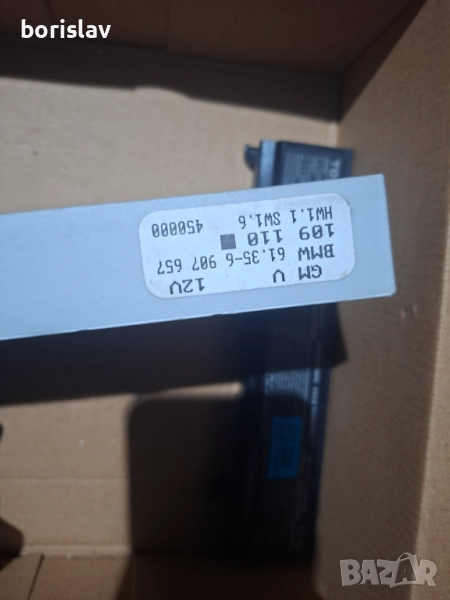 borislav
GM V 12V
BMW 61.35-6 907 657
109 110
HW1.1 SW1.6
450000
BAZAR